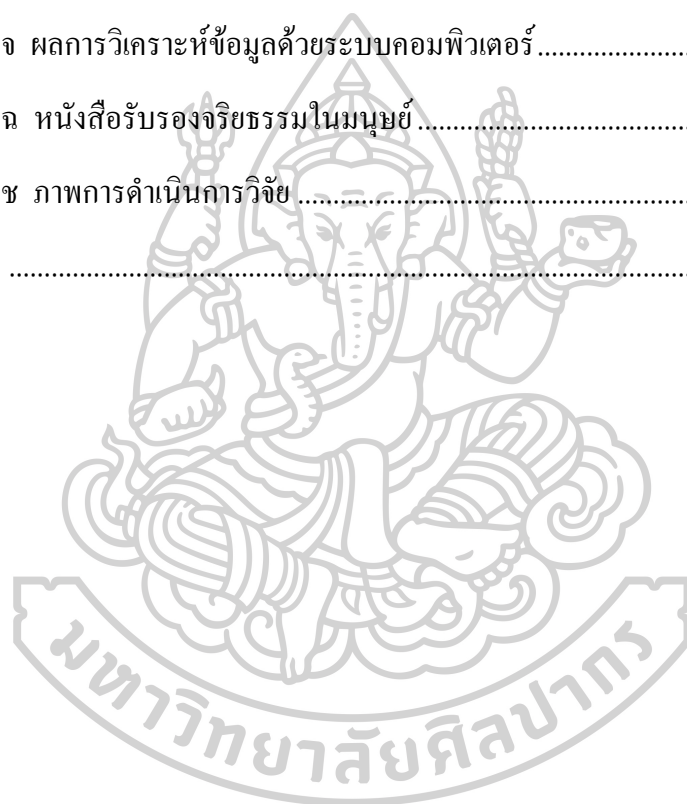 จ ผลการวิเคราะห์ข้อมูลด้วยระบบคอมพิวเตอร์......................
ฉ หนังสือรับรองจริยธรรมในมนุษย์.......................................
ช ภาพการดำเนินการวิจัย ........................................................
.................................................................................................
มหาวิทยาลัยศิลปากร